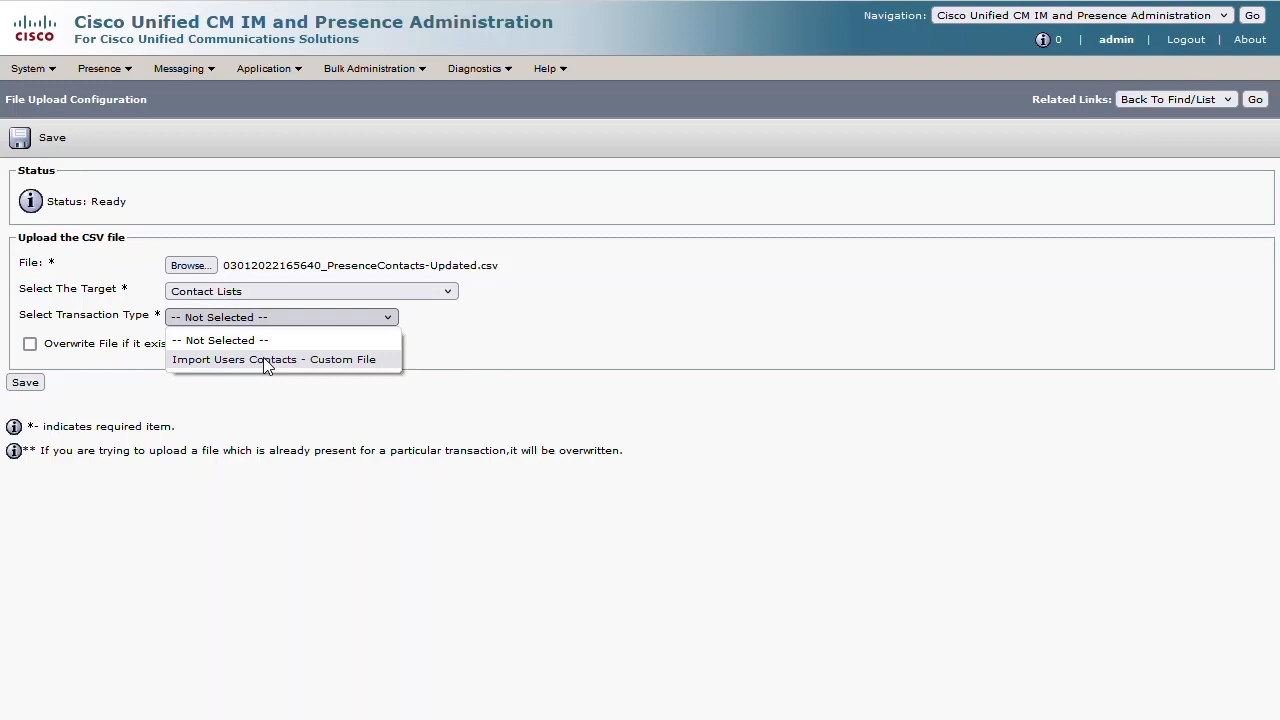 Cisco Unified CM IM and Presence Administration
For Cisco Unified Communications Solutions
CISCO
Navigation: Cisco Unified CM IM and Presence Administration Go
0 | admin | Logout | About
System Presence Messaging Application Bulk Administration Diagnostics Help
File Upload Configuration
Related Links: Back To Find/List Go
Save
Status
Status: Ready
Upload the CSV file
File: * Browse... 03012022165640_PresenceContacts-Updated.csv
Select The Target * Contact Lists
Select Transaction Type * -- Not Selected --
-- Not Selected --
Overwrite File if it exis
Import Users Contacts - Custom File
Save
*- indicates required item.
** If you are trying to upload a file which is already present for a particular transaction,it will be overwritten.